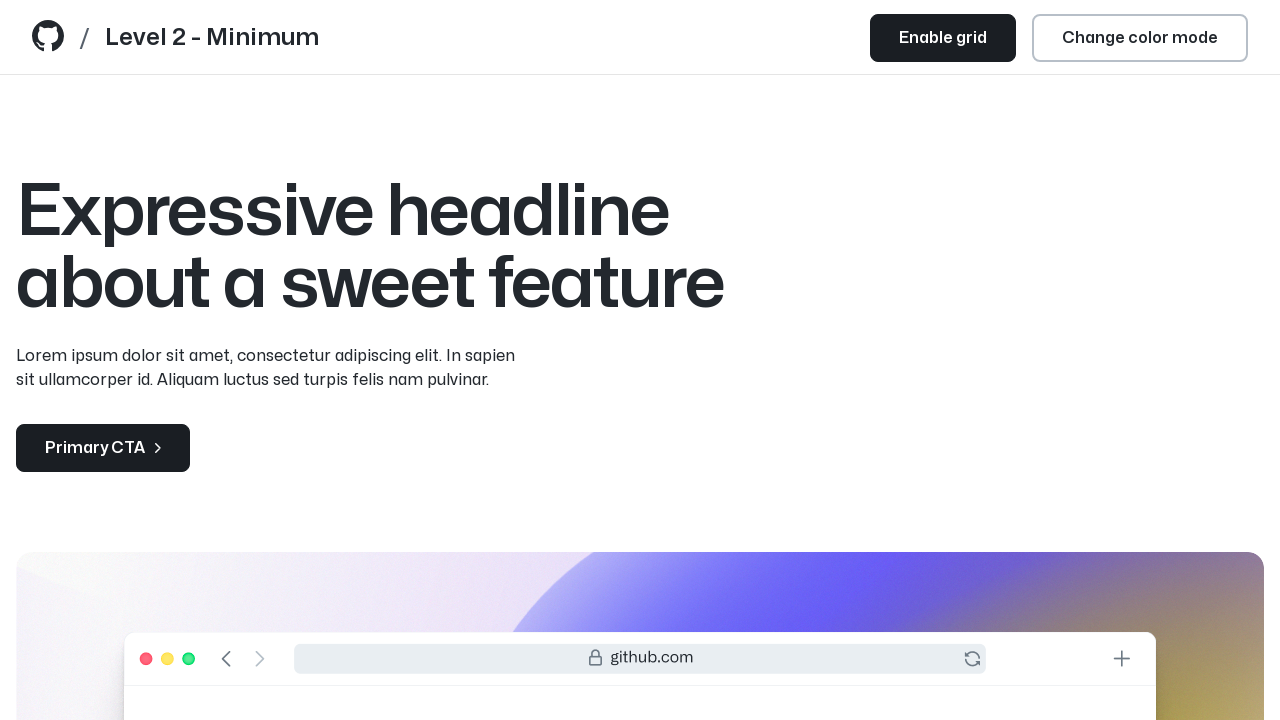 / Level 2 - Minimum
Enable grid
Change color mode
Expressive headline
about a sweet feature
Lorem ipsum dolor sit amet, consectetur adipiscing elit. In sapien
sit ullamcorper id. Aliquam luctus sed turpis felis nam pulvinar.
Primary CTA
github.com